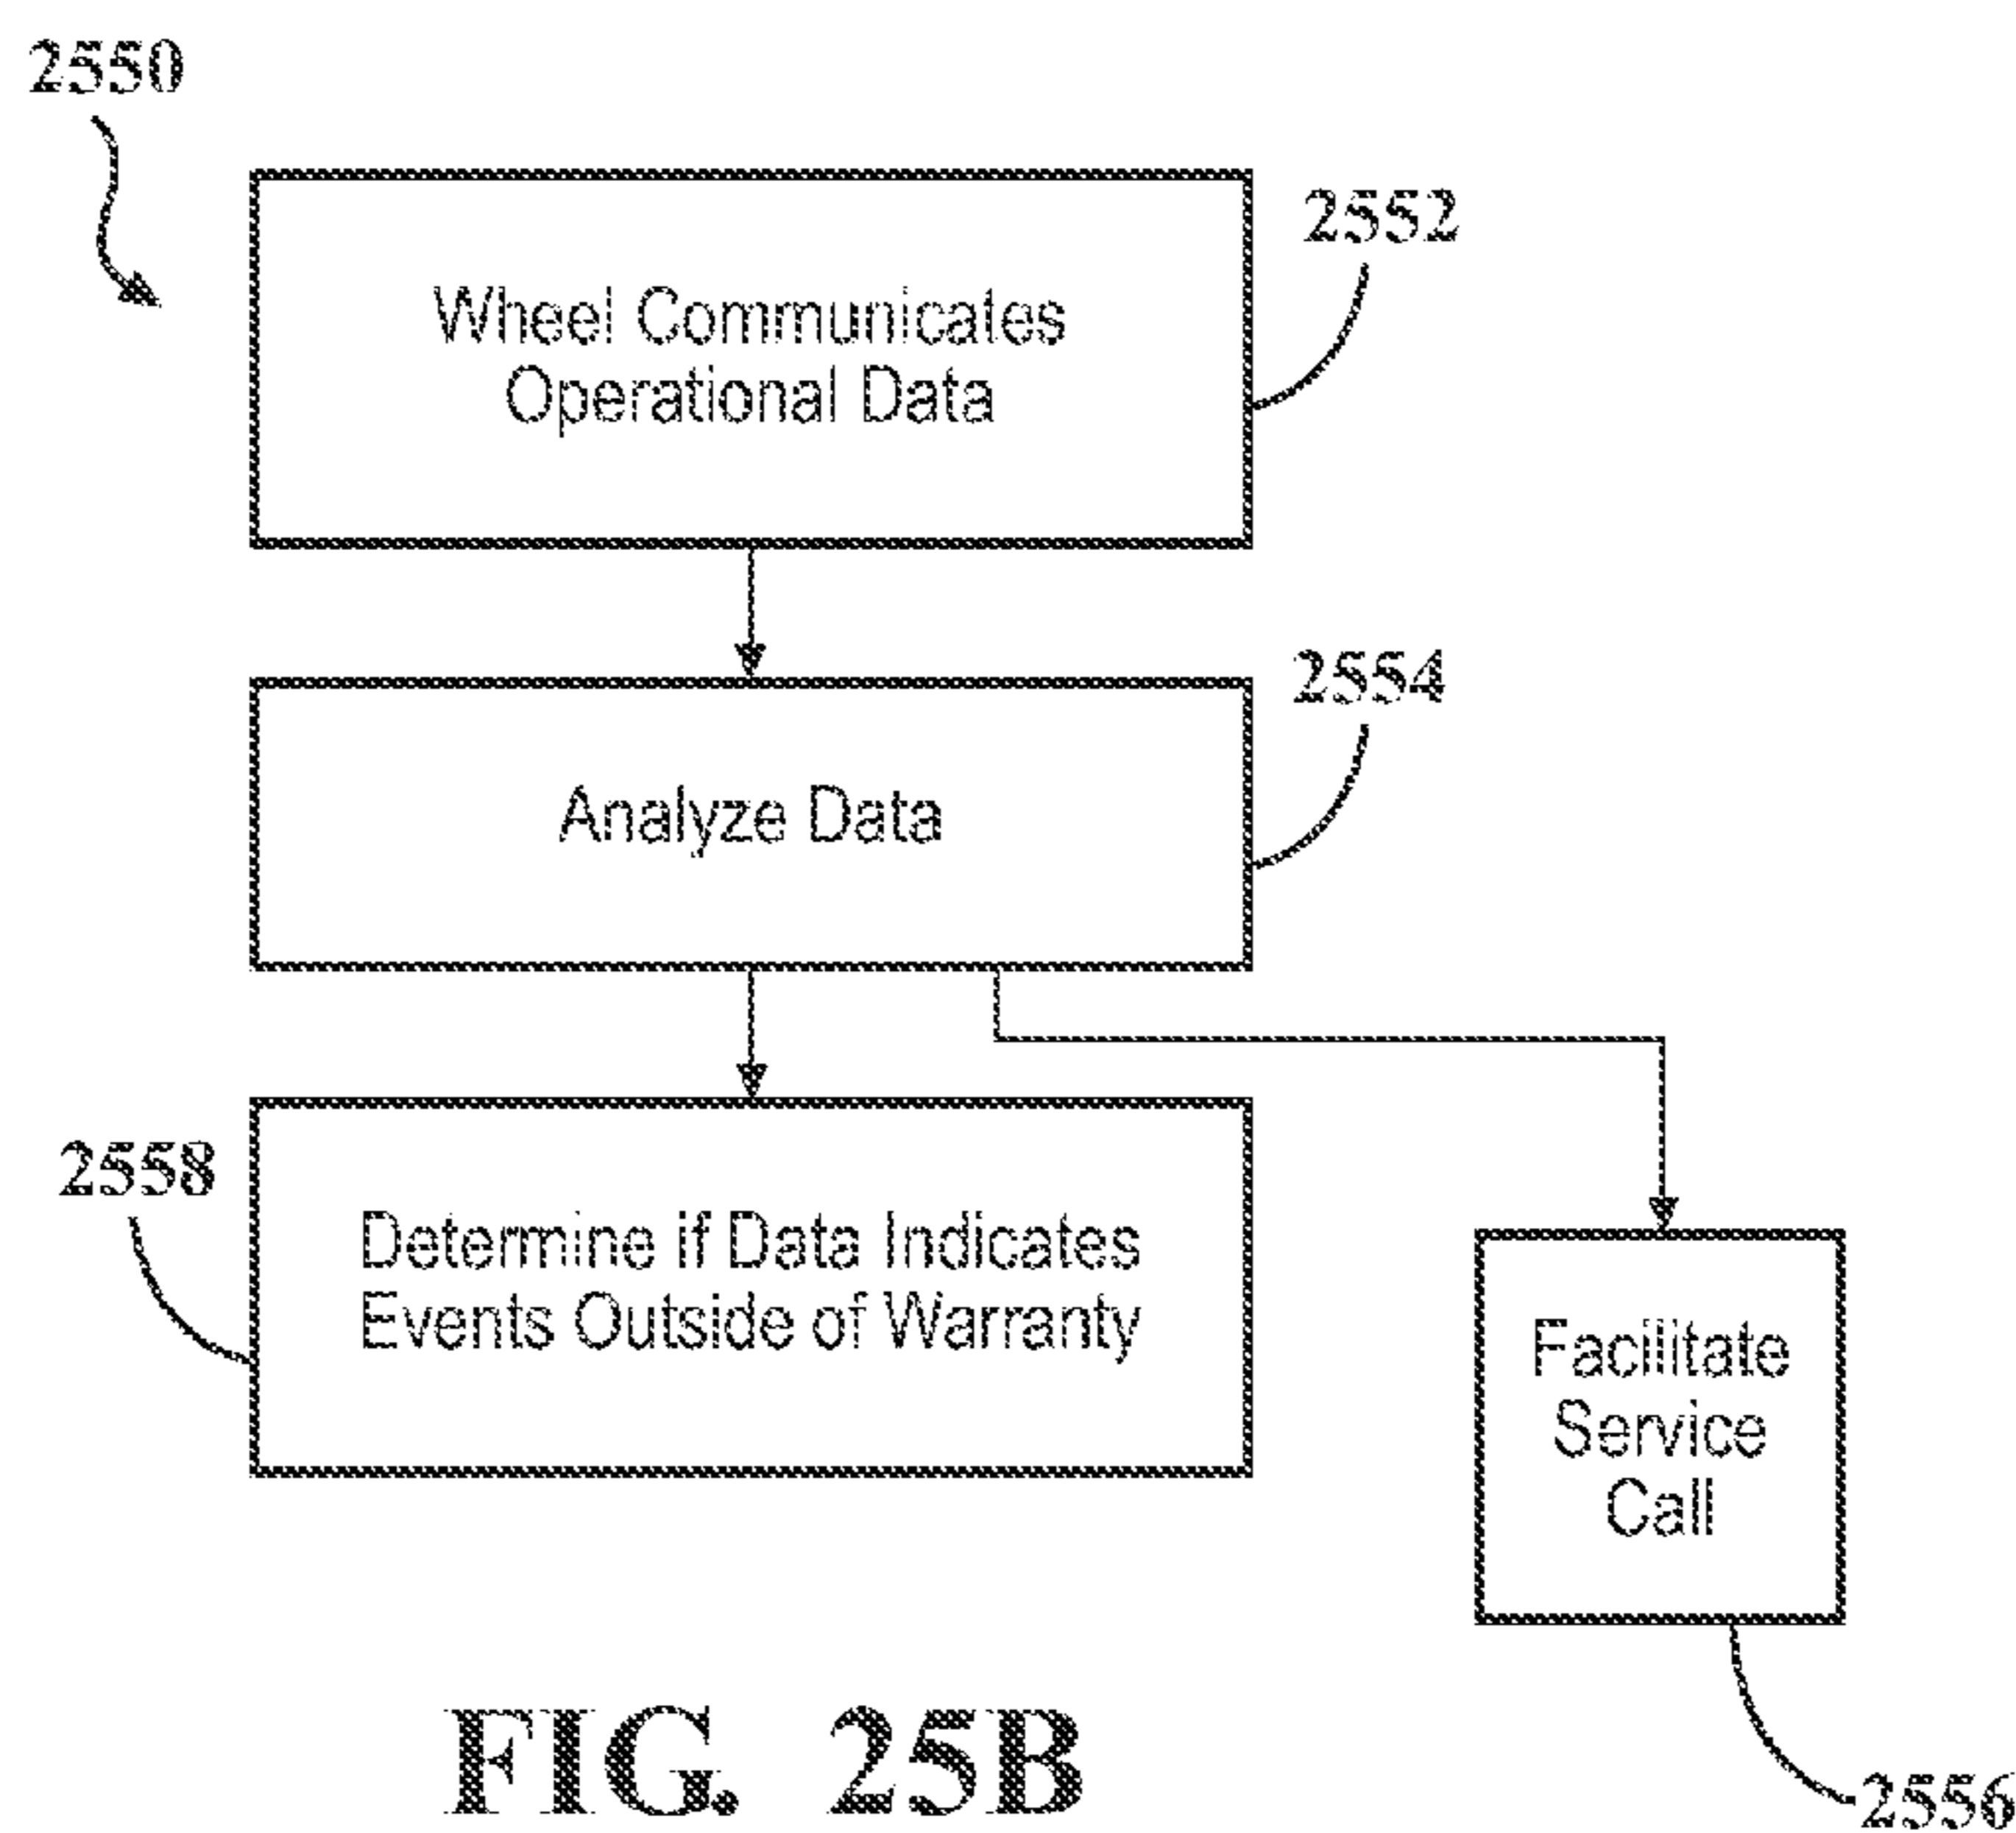 2550
2552
Wheel Communicates
Operational Data
2554
Analyze Data
2558
Determine if Data Indicates
Events Outside of Warranty
Facilitate
Service
Call
2556
FIG. 25B